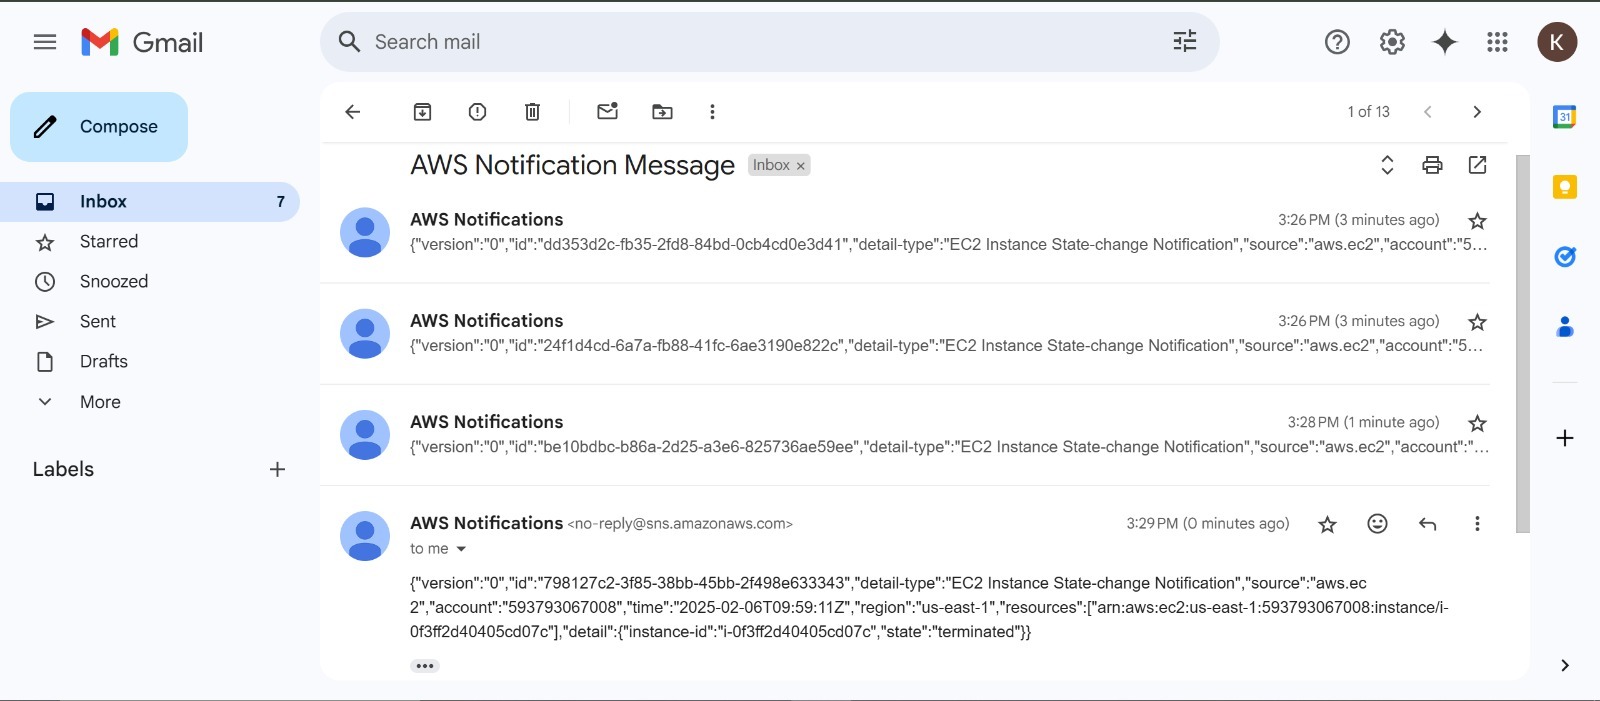 Gmail
Search mail
K
Compose
1 of 13
31
AWS Notification Message Inbox ×
Inbox 7
AWS Notifications 3:26 PM (3 minutes ago)
{"version":"0","id":"dd353d2c-fb35-2fd8-84bd-0cb4cd0e3d41","detail-type":"EC2 Instance State-change Notification","source":"aws.ec2","account":"5...
Starred
Snoozed
AWS Notifications 3:26 PM (3 minutes ago)
{"version":"0","id":"24f1d4cd-6a7a-fb88-41fc-6ae3190e822c","detail-type":"EC2 Instance State-change Notification","source":"aws.ec2","account":"5...
Sent
Drafts
More
AWS Notifications 3:28 PM (1 minute ago)
{"version":"0","id":"be10bdbc-b86a-2d25-a3e6-825736ae59ee","detail-type":"EC2 Instance State-change Notification","source":"aws.ec2","account":"...
Labels
AWS Notifications <no-reply@sns.amazonaws.com> 3:29 PM (0 minutes ago)
to me
{"version":"0","id":"798127c2-3f85-38bb-45bb-2f498e633343","detail-type":"EC2 Instance State-change Notification","source":"aws.ec
2","account":"593793067008","time":"2025-02-06T09:59:11Z","region":"us-east-1","resources":["arn:aws:ec2:us-east-1:593793067008:instance/i-
0f3ff2d40405cd07c"],"detail":{"instance-id":"i-0f3ff2d40405cd07c","state":"terminated"}}